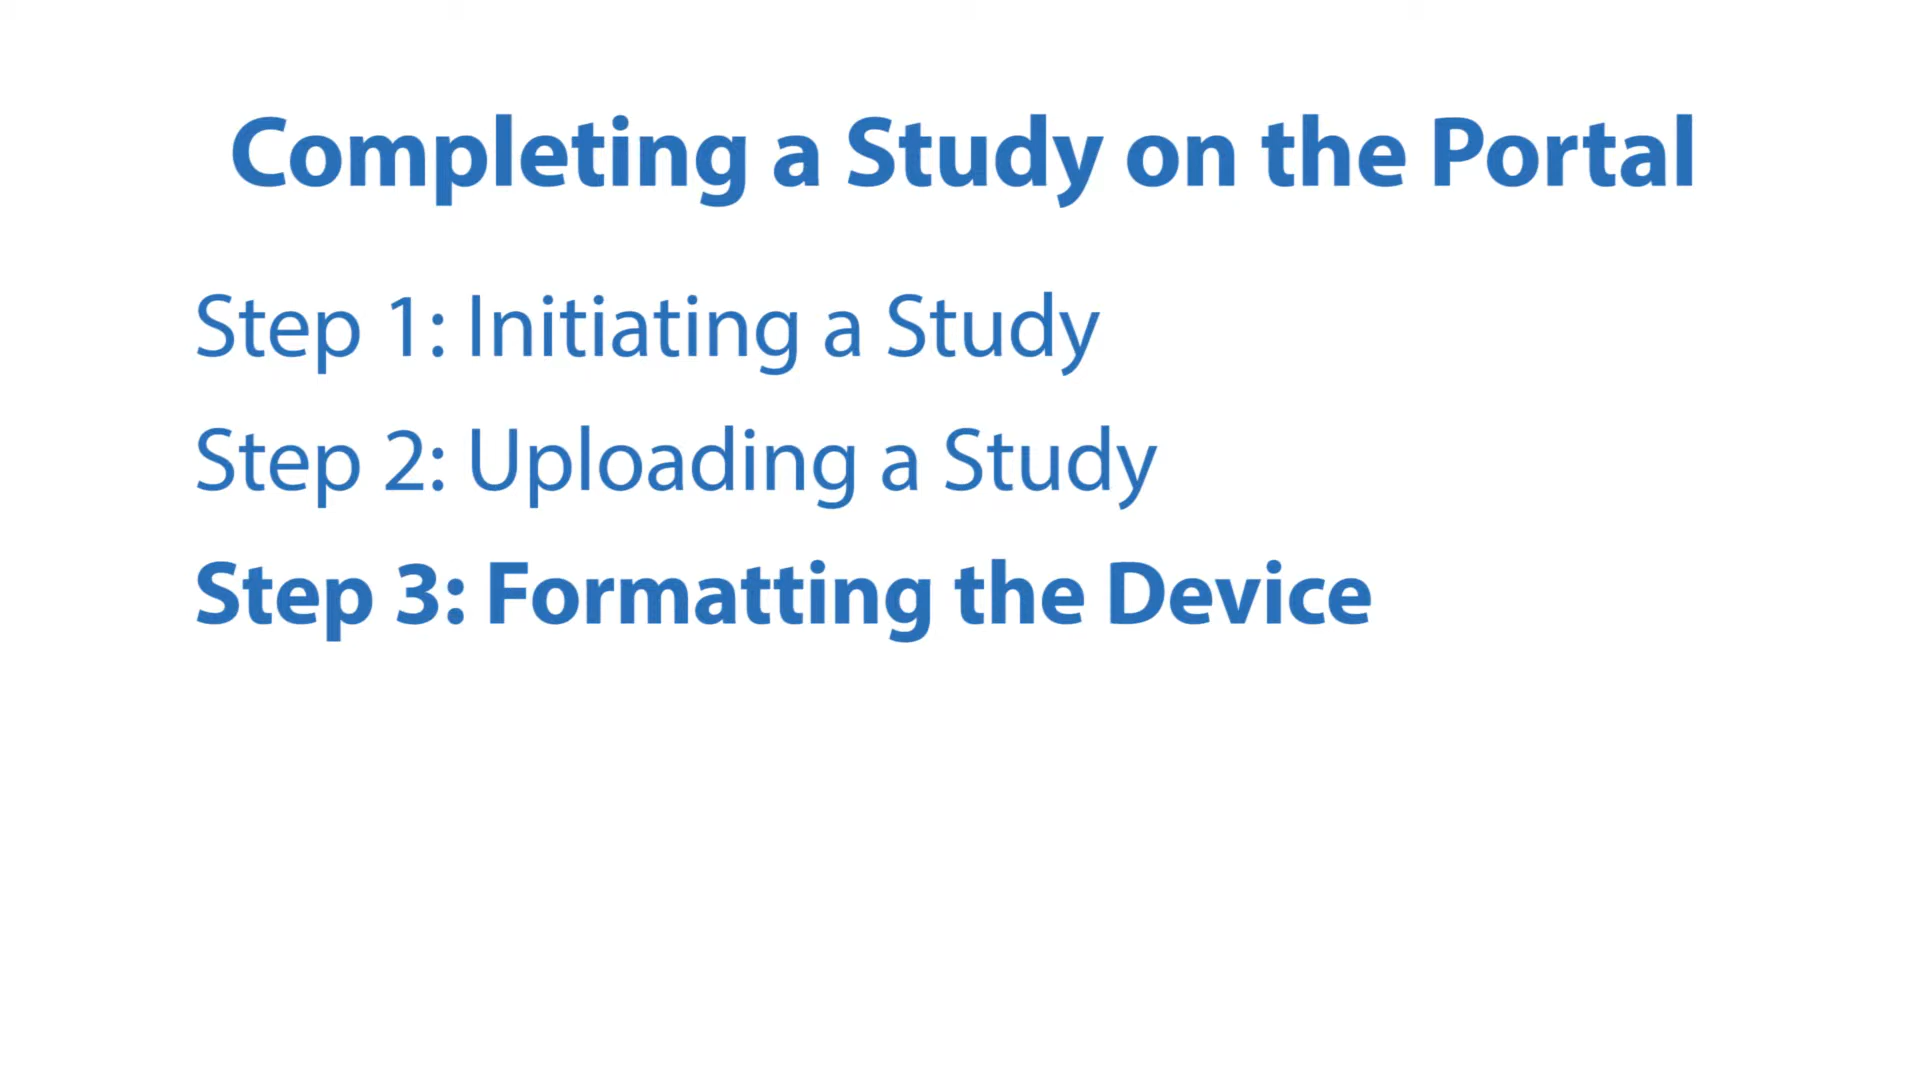 Completing a Study on the Portal
Step 1: Initiating a Study
Step 2: Uploading a Study
Step 3: Formatting the Device